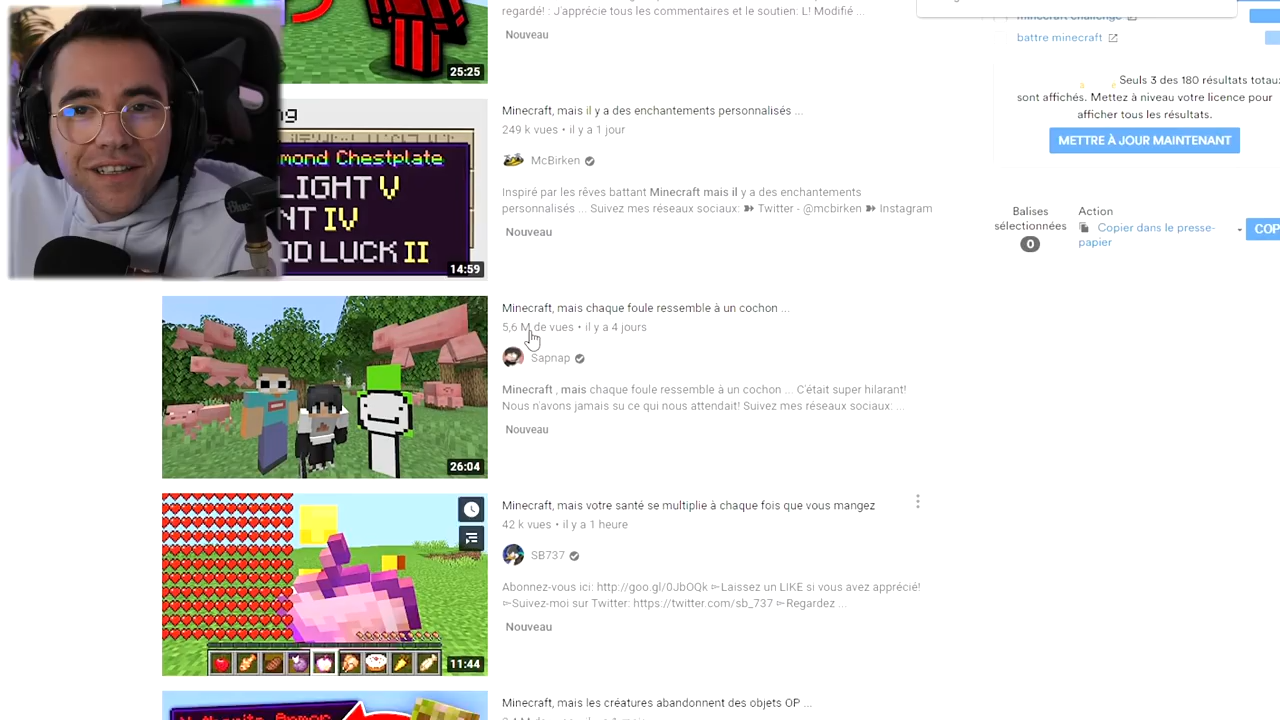 regardé! : J'apprécie tous les commentaires et le soutien: L! Modifié ...
Nouveau
25:25
Minecraft, mais il y a des enchantements personnalisés ...
249 k vues • il y a 1 jour
McBirken
Inspiré par les rêves battant Minecraft mais il y a des enchantements
personnalisés ... Suivez mes réseaux sociaux: ➽ Twitter - @mcbirken ➽ Instagram
Nouveau
mond Chestplate
LIGHT V
NT IV
OD LUCK II
14:59
Minecraft, mais chaque foule ressemble à un cochon ...
5,6 M de vues • il y a 4 jours
Sapnap
Minecraft , mais chaque foule ressemble à un cochon ... C'était super hilarant!
Nous n'avons jamais su ce qui nous attendait! Suivez mes réseaux sociaux: ...
Nouveau
26:04
Minecraft, mais votre santé se multiplie à chaque fois que vous mangez
42 k vues • il y a 1 heure
SB737
Abonnez-vous ici: http://goo.gl/0JbOQk ➳Laissez un LIKE si vous avez apprécié!
➳Suivez-moi sur Twitter: https://twitter.com/sb_737 ➳Regardez ...
Nouveau
11:44
Minecraft, mais les créatures abandonnent des objets OP ...
minecraft challenge
battre minecraft
Seuls 3 des 180 résultats totaux
sont affichés. Mettez à niveau votre licence pour
afficher tous les résultats.
METTRE À JOUR MAINTENANT
Balises
sélectionnées
0
Action
Copier dans le presse-
papier
COP